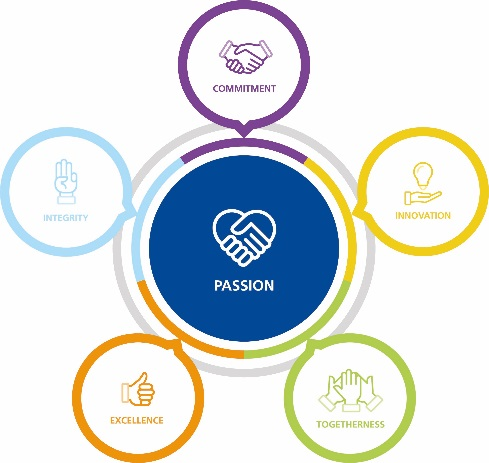 COMMITMENT
INTEGRITY
INNOVATION
PASSION
EXCELLENCE
TOGETHERNESS